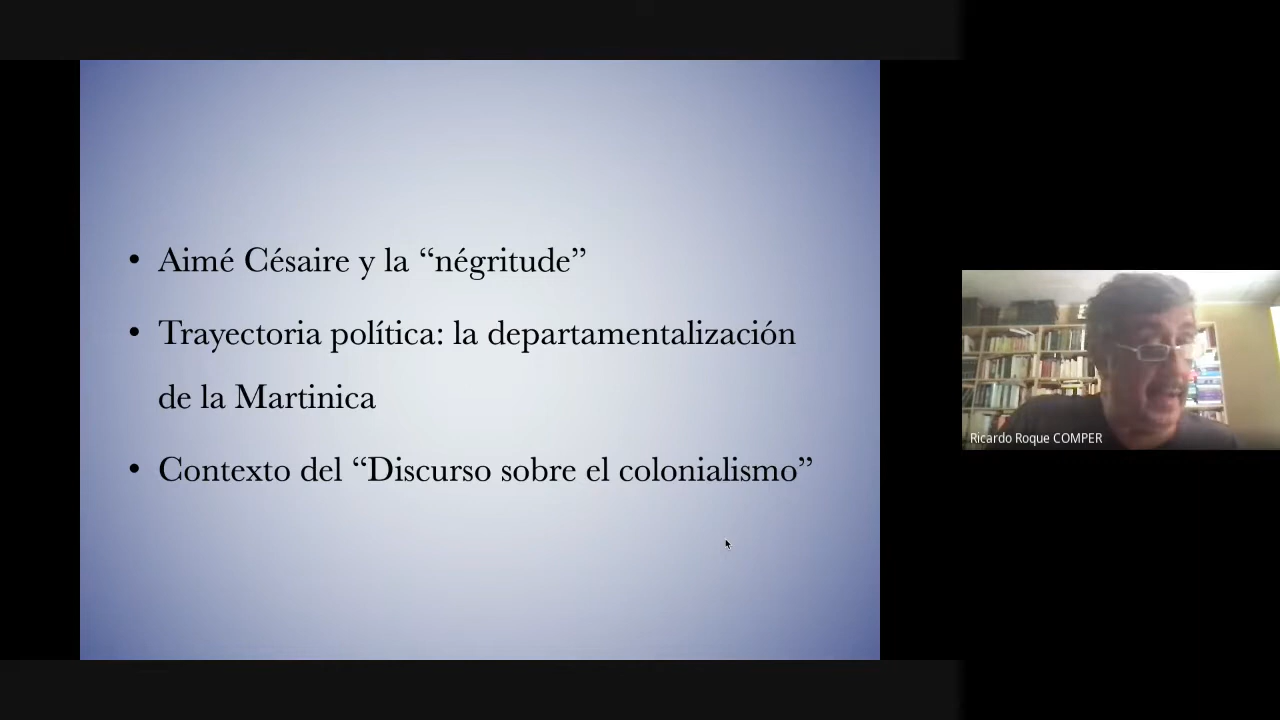 • Aimé Césaire y la “négritude”
• Trayectoria política: la departamentalización
de la Martinica
• Contexto del “Discurso sobre el colonialismo”
Ricardo Roque COMPER